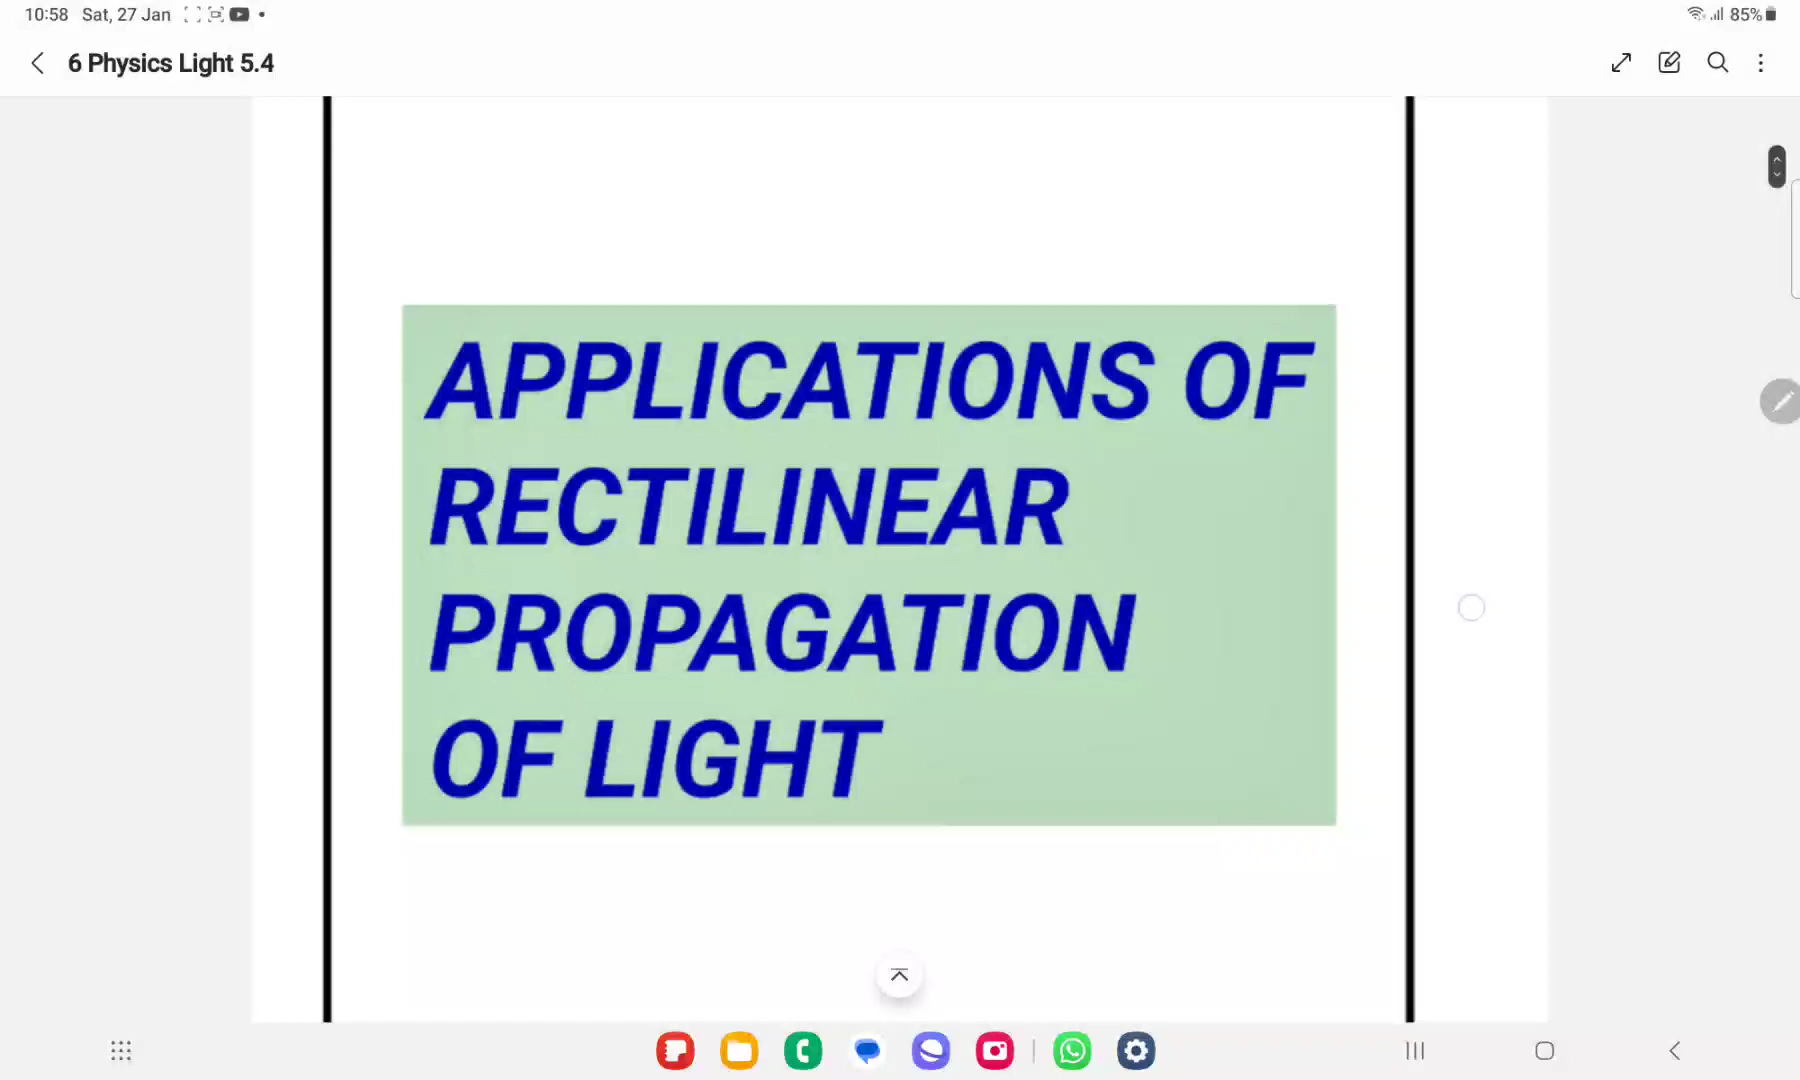 10:58 Sat, 27 Jan 85%
6 Physics Light 5.4
APPLICATIONS OF
RECTILINEAR
PROPAGATION
OF LIGHT